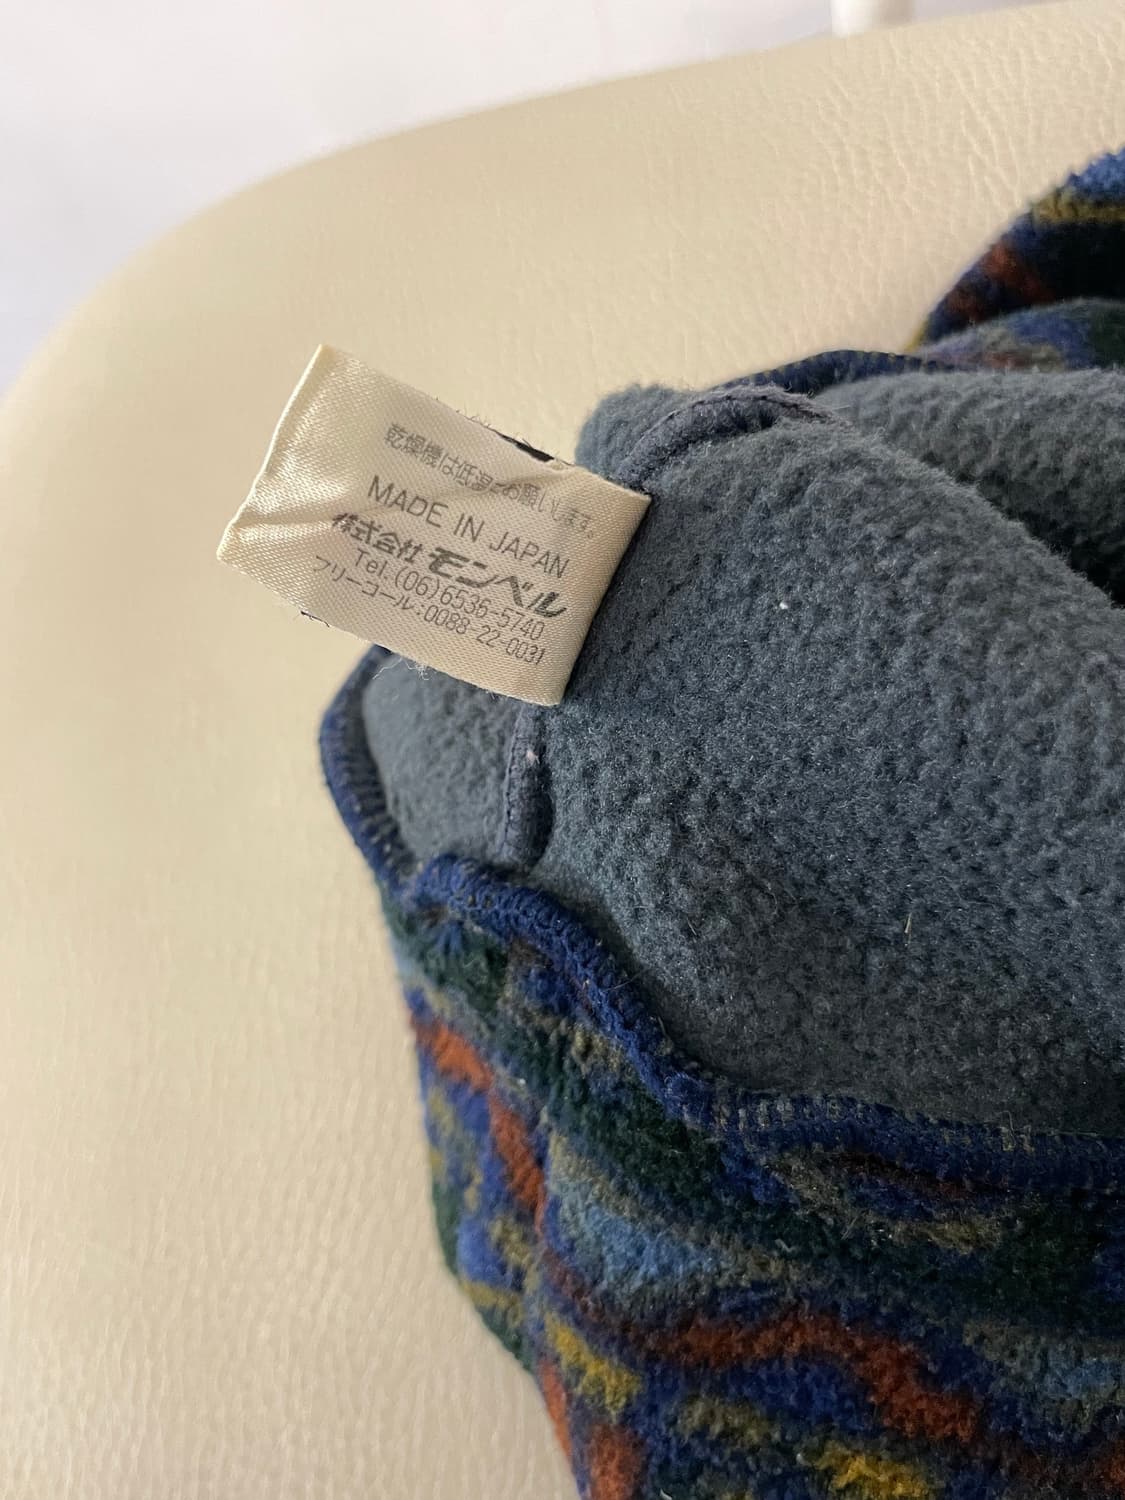 乾燥機は低温でお願いします。
MADE IN JAPAN
株式会社モンベル
Tel.(06)6536-5740
フリーコール:0088-22-0031